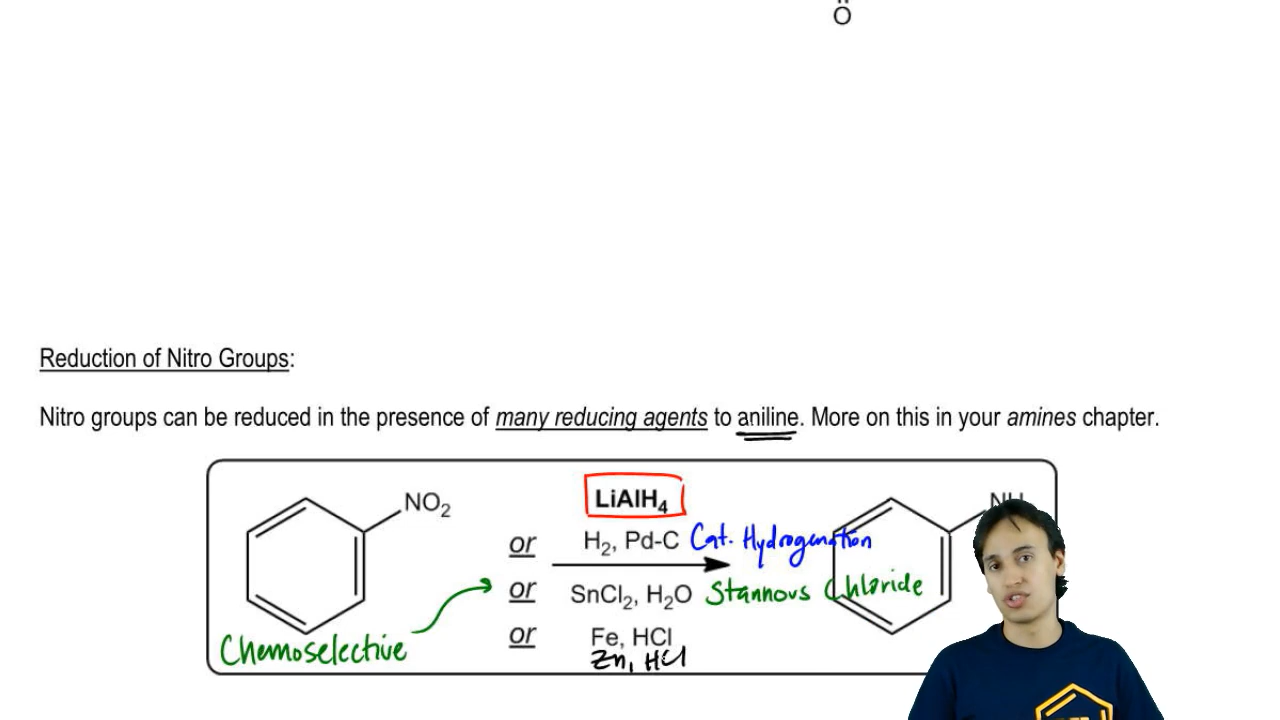 O
Reduction of Nitro Groups:
Nitro groups can be reduced in the presence of many reducing agents to aniline. More on this in your amines chapter.
NO₂
LiAlH₄
NH
or H₂, Pd-C Cat. Hydrogenation
or SnCl₂, H₂O Stannous Chloride
or Fe, HCl
Chemoselective
Zn, HCl